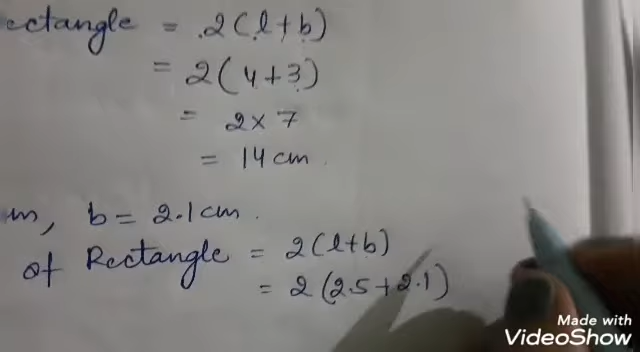 ectangle = 2(l+b)
= 2(4+3)
= 2×7
= 14 cm.
m, b = 2.1 cm.
of Rectangle = 2(l+b)
= 2(2.5+2.1)
Made with
VideoShow